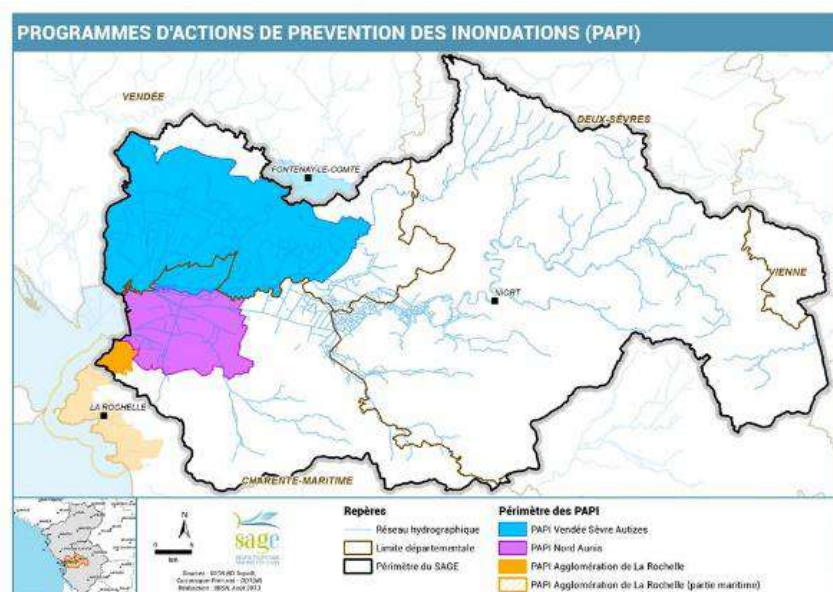 PROGRAMMES D'ACTIONS DE PREVENTION DES INONDATIONS (PAPI)
VENDÉE
DEUX-SÈVRES
FONTENAY-LE-COMTE
VIENNE
NIORT
LA ROCHELLE
CHARENTE-MARITIME
N
km
sage
Repères
Réseau hydrographique
Limite départementale
Périmètre du SAGE
Périmètre des PAPI
PAPI Vendée Sèvre Autizes
PAPI Nord Aunis
PAPI Agglomération de La Rochelle
PAPI Agglomération de La Rochelle (partie maritime)